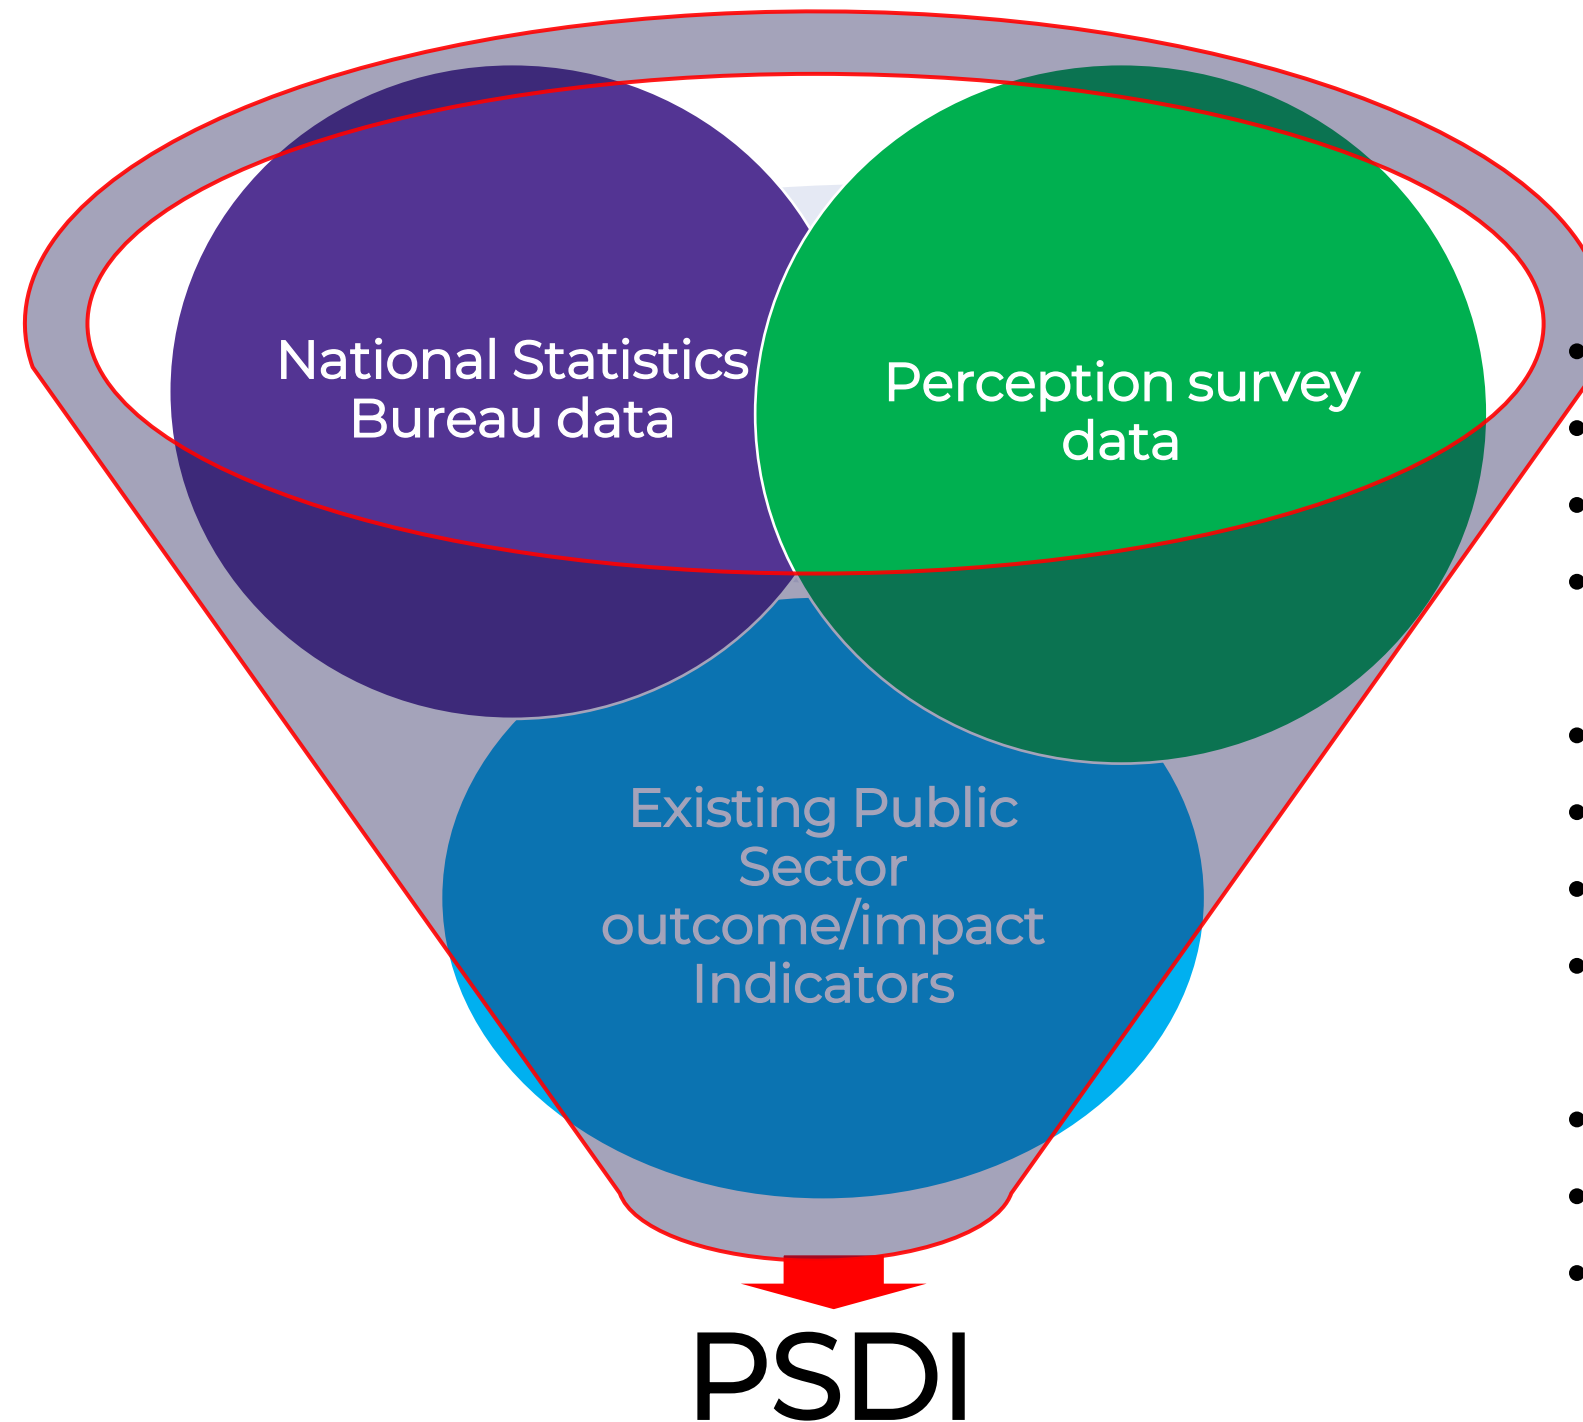 National Statistics
Bureau data
Perception survey
data
Existing Public
Sector
outcome/impact
Indicators
PSDI